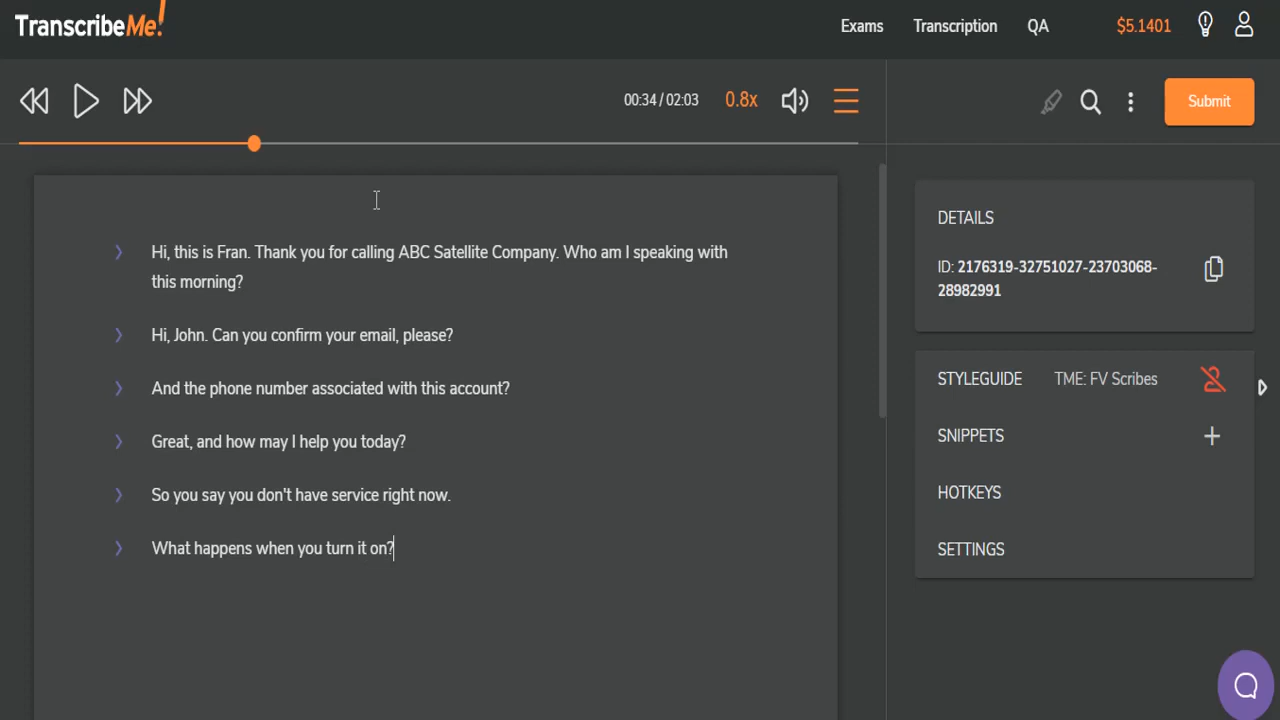 TranscribeMe!
Exams Transcription QA $5.1401
00:34 / 02:03 0.8x
Submit
Hi, this is Fran. Thank you for calling ABC Satellite Company. Who am I speaking with
this morning?
Hi, John. Can you confirm your email, please?
And the phone number associated with this account?
Great, and how may I help you today?
So you say you don't have service right now.
What happens when you turn it on?
DETAILS
ID: 2176319-32751027-23703068-
28982991
STYLEGUIDE TME: FV Scribes
SNIPPETS
HOTKEYS
SETTINGS